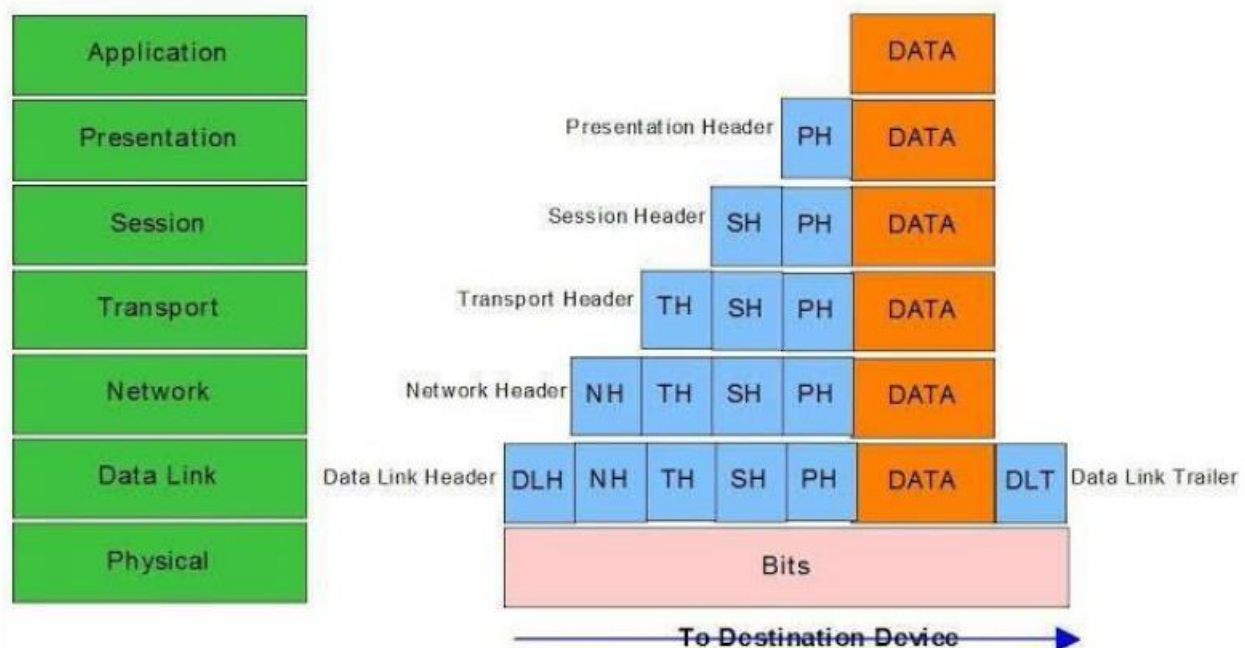 Application DATA
Presentation Presentation Header PH DATA
Session Session Header SH PH DATA
Transport Transport Header TH SH PH DATA
Network Network Header NH TH SH PH DATA
Data Link Data Link Header DLH NH TH SH PH DATA DLT Data Link Trailer
Physical Bits
To Destination Device